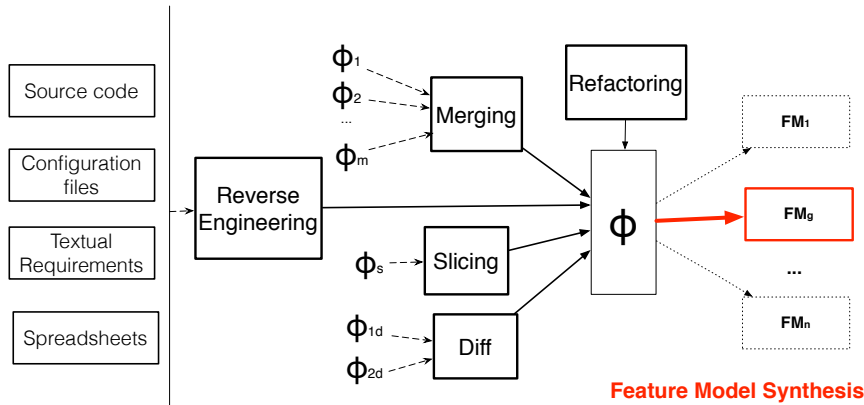 Source code
Configuration
files
Textual
Requirements
Spreadsheets
Reverse
Engineering
ϕ1
ϕ2
...
ϕm
Merging
Refactoring
ϕs
Slicing
ϕ1d
ϕ2d
Diff
ϕ
FM1
FMg
...
FMn
Feature Model Synthesis